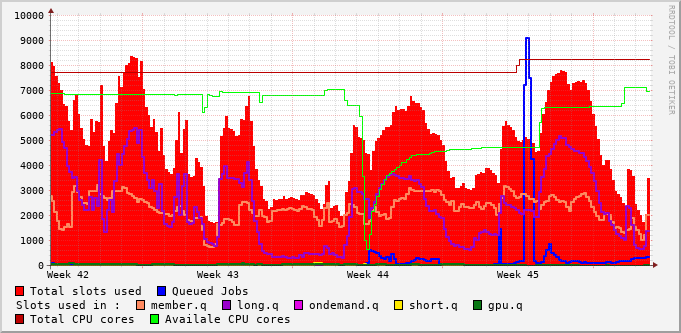 10000
9000
8000
7000
6000
5000
4000
3000
2000
1000
0
Week 42 Week 43 Week 44 Week 45
Total slots used Queued Jobs
Slots used in : member.q long.q ondemand.q short.q gpu.q
Total CPU cores Availale CPU cores
RRDTOOL / TOBI OETIKER